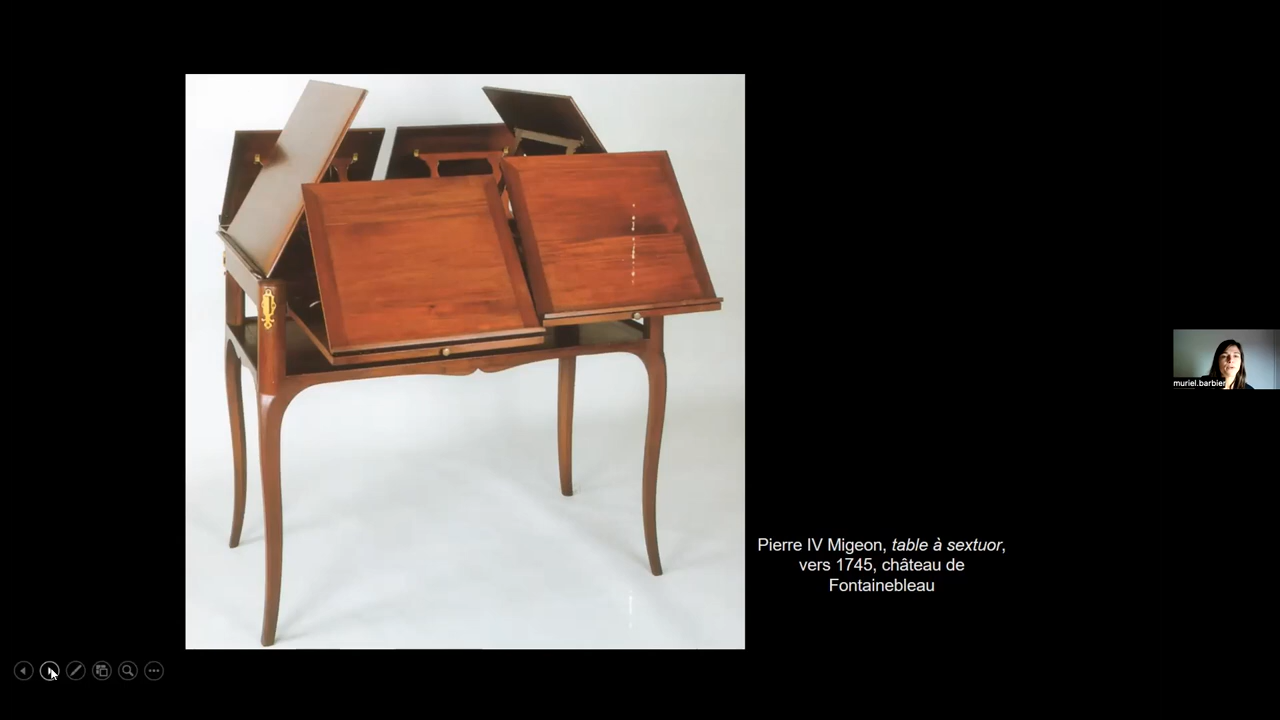 muriel.barbier
Pierre IV Migeon, table à sextuor,
vers 1745, château de
Fontainebleau